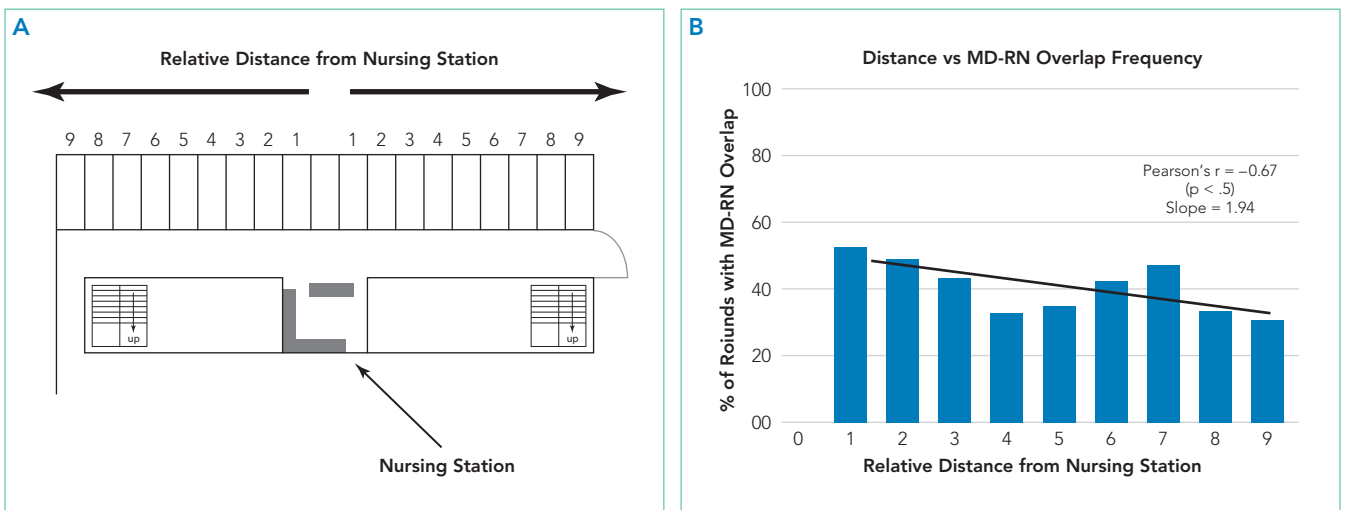 A
Relative Distance from Nursing Station
9 8 7 6 5 4 3 2 1 1 2 3 4 5 6 7 8 9
up
up
Nursing Station
B
Distance vs MD-RN Overlap Frequency
% of Roiunds with MD-RN Overlap
100
80
60
40
20
00
Pearson's r = –0.67
(p < .5)
Slope = 1.94
0 1 2 3 4 5 6 7 8 9
Relative Distance from Nursing Station